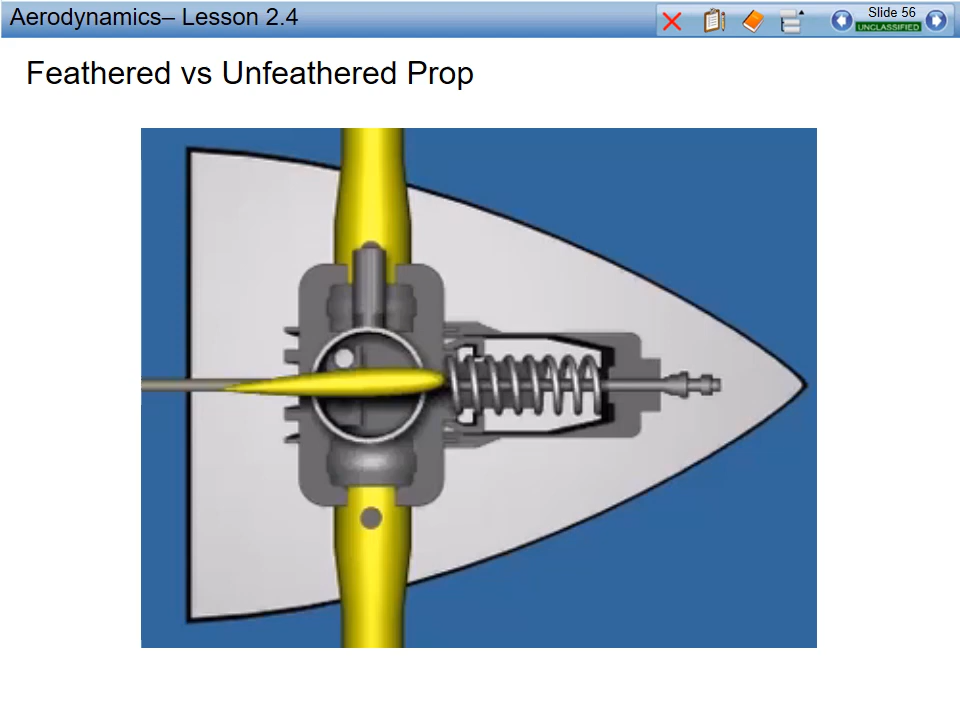 Aerodynamics– Lesson 2.4
Slide 56
UNCLASSIFIED
Feathered vs Unfeathered Prop